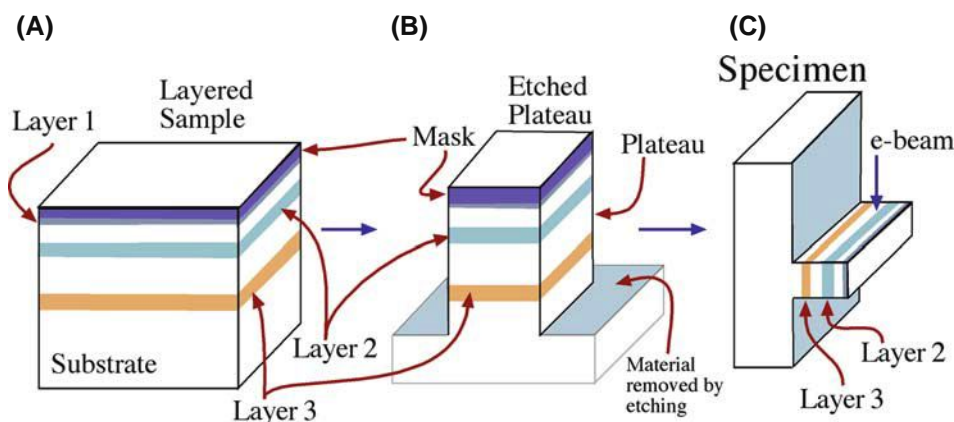 (A)
(B)
(C)
Layered
Sample
Layer 1
Mask
Etched
Plateau
Plateau
Specimen
e-beam
Substrate
Layer 2
Layer 3
Material
removed by
etching
Layer 2
Layer 3